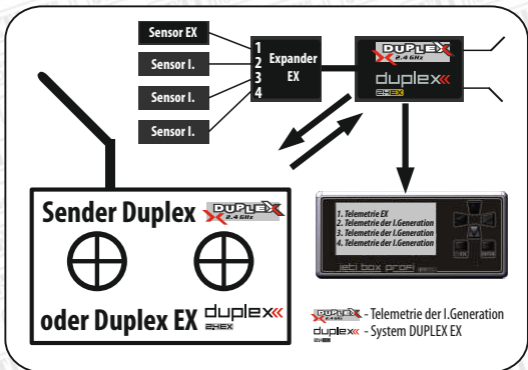 Sensor EX
Sensor I.
Sensor I.
Sensor I.
1
2
3
4
Expander
EX
DUPLEX
2.4 GHz
duplex
2.4EX
Sender Duplex
DUPLEX
2.4 GHz
oder Duplex EX
duplex
2.4EX
1. Telemetrie EX
2. Telemetrie der I.Generation
3. Telemetrie der I.Generation
4. Telemetrie der I.Generation
jeti box profi
DUPLEX - Telemetrie der I.Generation
duplex - System DUPLEX EX